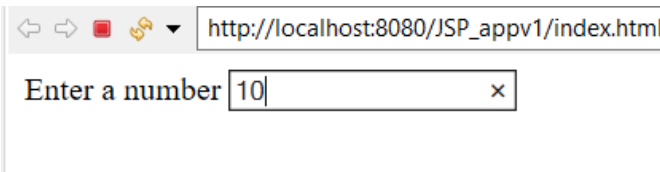 http://localhost:8080/JSP_appv1/index.html
Enter a number 10